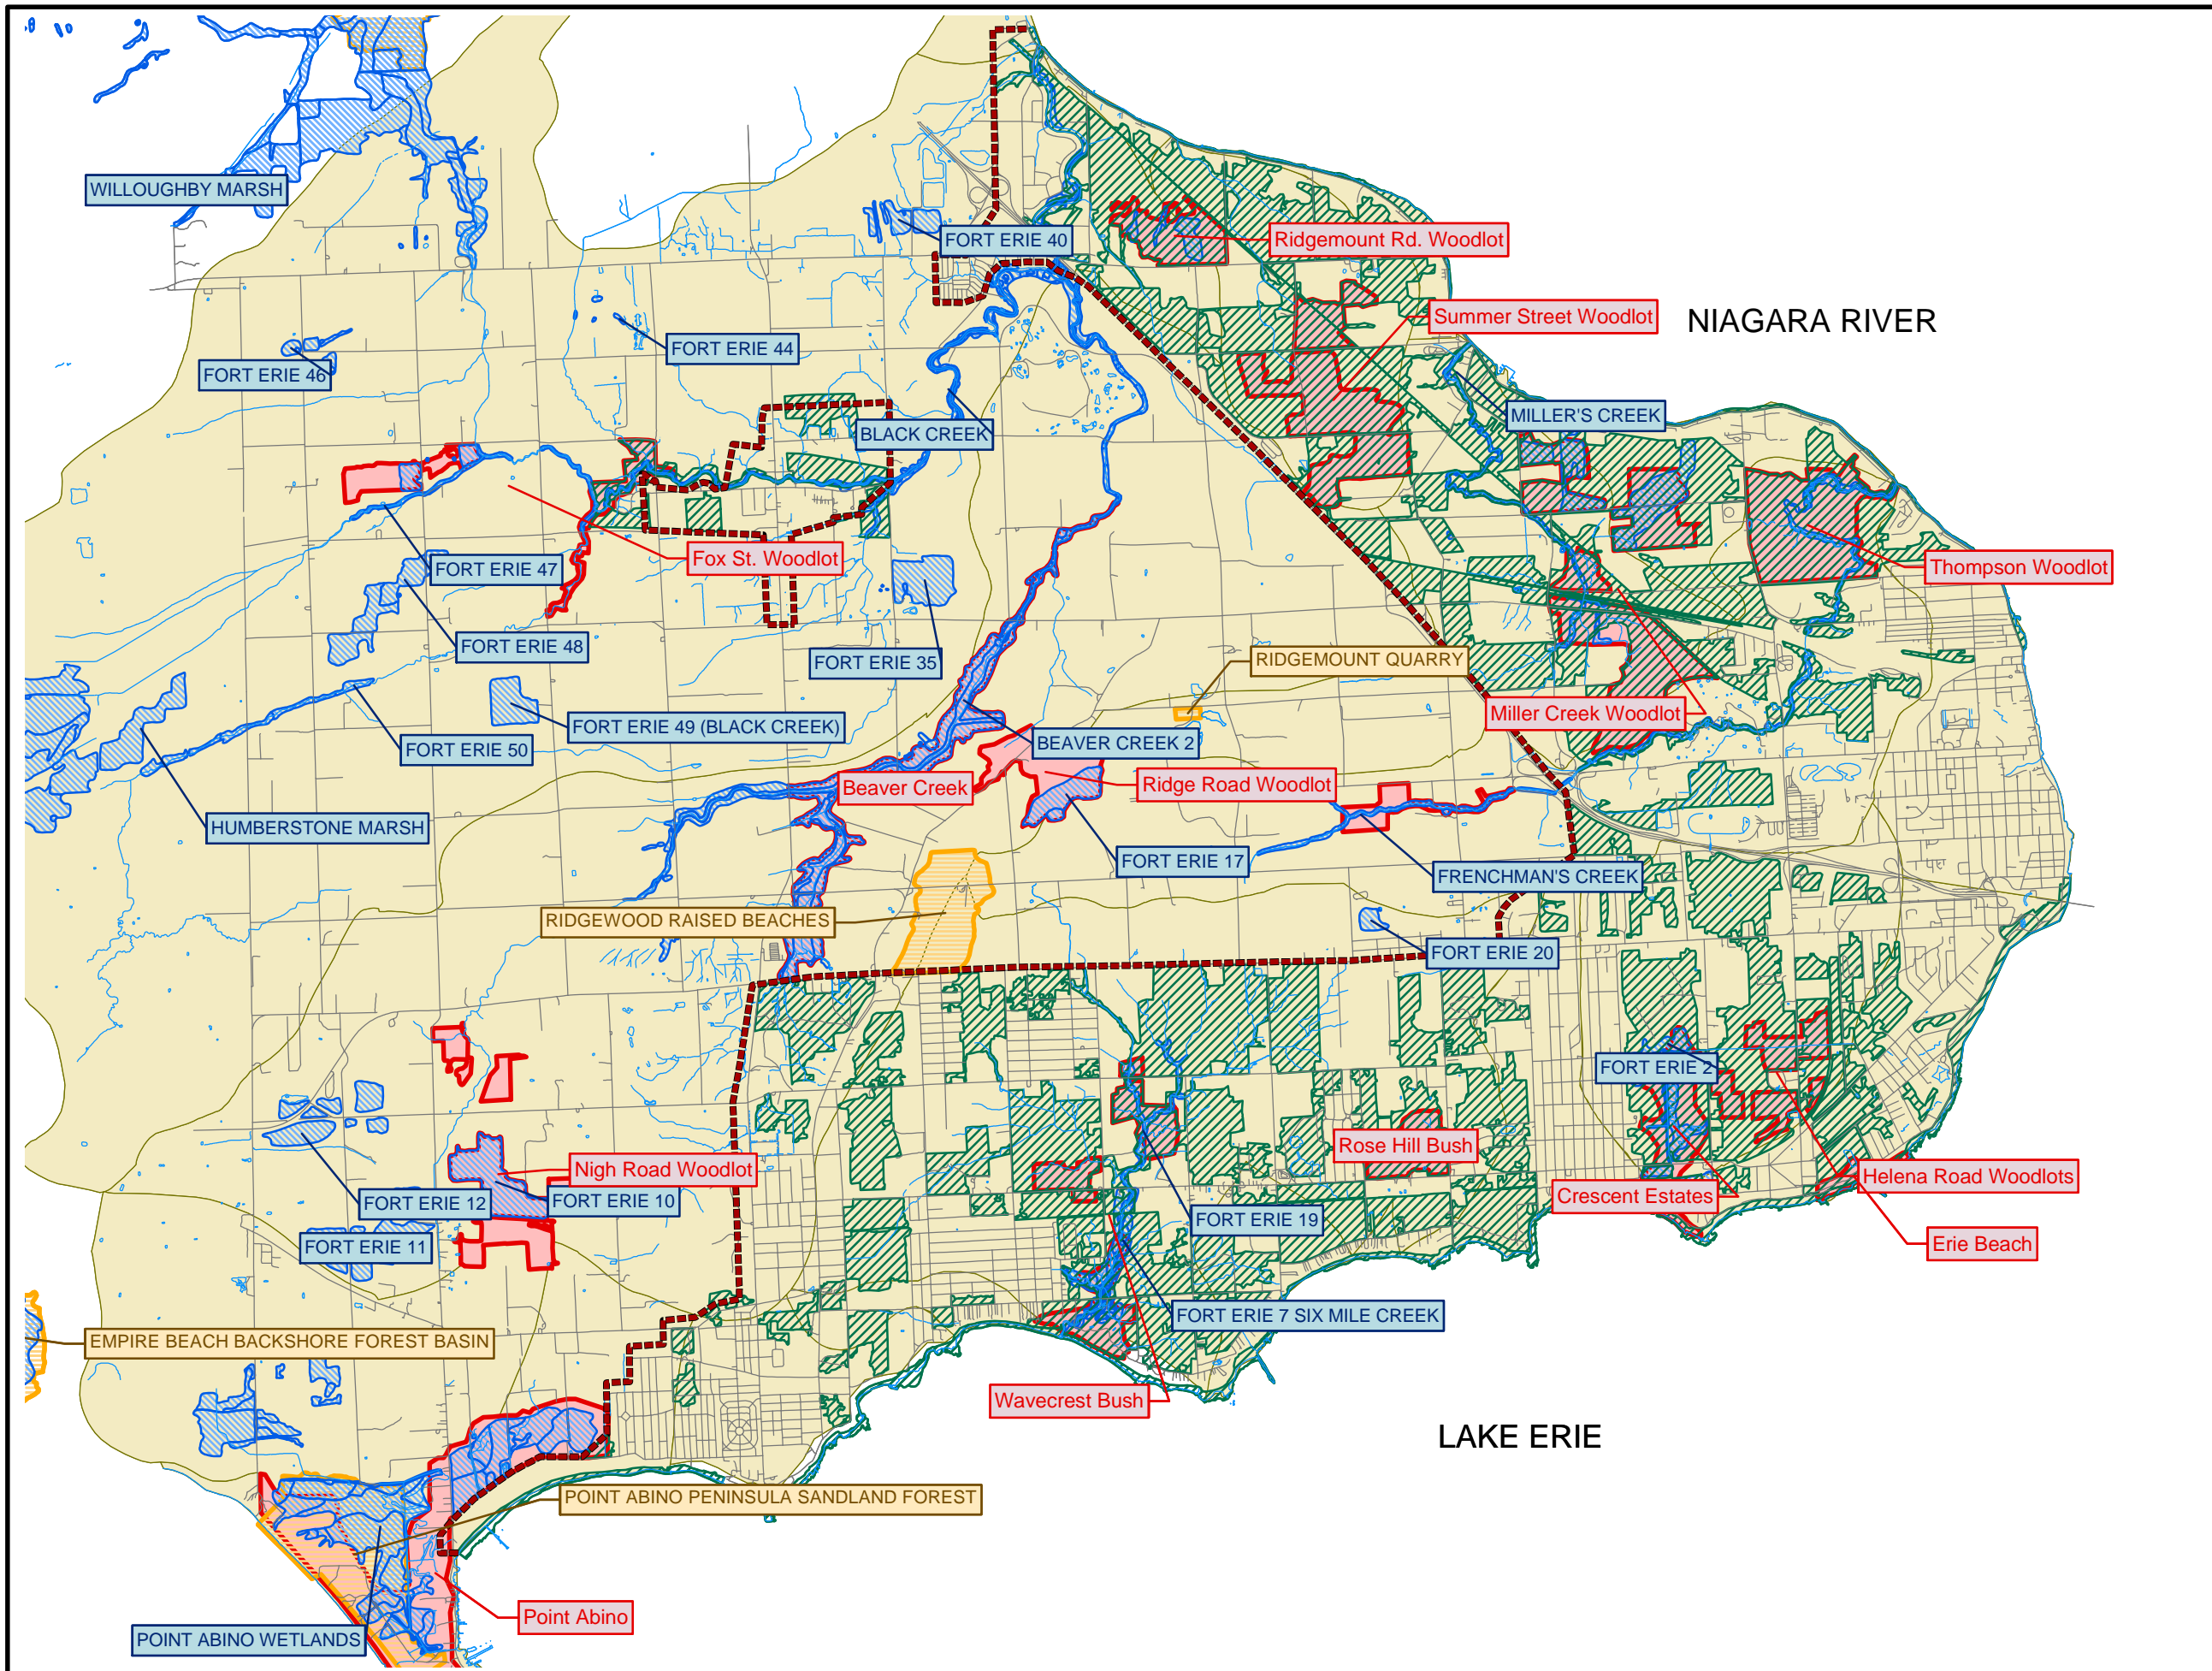 WILLOUGHBY MARSH
FORT ERIE 40
Ridgemount Rd. Woodlot
Summer Street Woodlot
NIAGARA RIVER
FORT ERIE 44
FORT ERIE 46
MILLER'S CREEK
BLACK CREEK
Fox St. Woodlot
FORT ERIE 47
Thompson Woodlot
FORT ERIE 48
FORT ERIE 35
RIDGEMOUNT QUARRY
Miller Creek Woodlot
FORT ERIE 49 (BLACK CREEK)
FORT ERIE 50
BEAVER CREEK 2
Beaver Creek
Ridge Road Woodlot
HUMBERSTONE MARSH
FORT ERIE 17
FRENCHMAN'S CREEK
RIDGEWOOD RAISED BEACHES
FORT ERIE 20
FORT ERIE 2
Rose Hill Bush
Nigh Road Woodlot
Helena Road Woodlots
Crescent Estates
FORT ERIE 12
FORT ERIE 10
FORT ERIE 19
FORT ERIE 11
Erie Beach
FORT ERIE 7 SIX MILE CREEK
EMPIRE BEACH BACKSHORE FOREST BASIN
Wavecrest Bush
LAKE ERIE
POINT ABINO PENINSULA SANDLAND FOREST
Point Abino
POINT ABINO WETLANDS